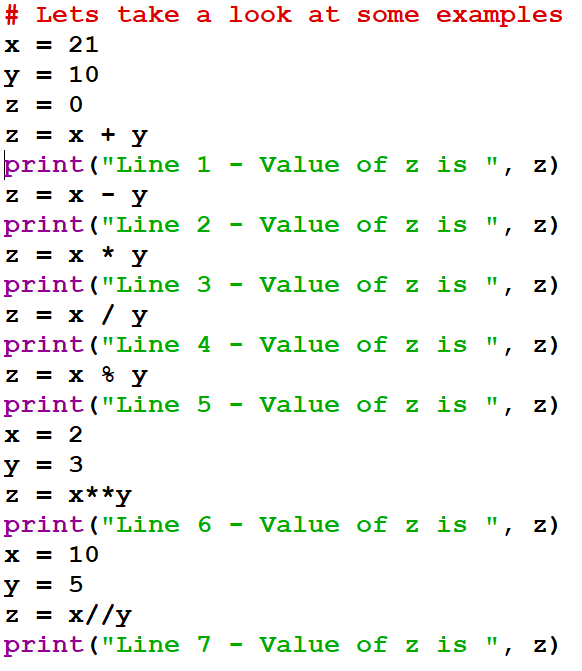 # Lets take a look at some examples
x = 21
y = 10
z = 0
z = x + y
print("Line 1 - Value of z is ", z)
z = x - y
print("Line 2 - Value of z is ", z)
z = x * y
print("Line 3 - Value of z is ", z)
z = x / y
print("Line 4 - Value of z is ", z)
z = x % y
print("Line 5 - Value of z is ", z)
x = 2
y = 3
z = x**y
print("Line 6 - Value of z is ", z)
x = 10
y = 5
z = x//y
print("Line 7 - Value of z is ", z)